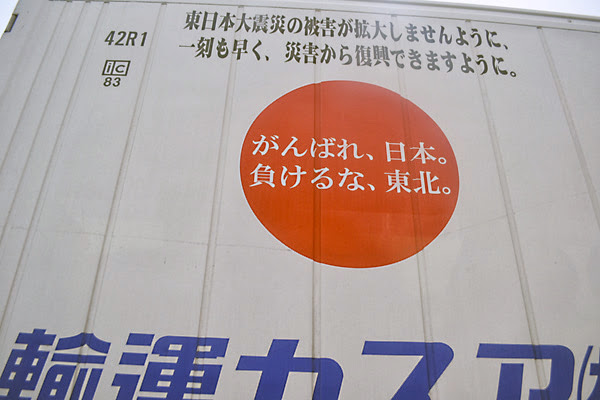 東日本大震災の被害が拡大しませんように、
一刻も早く、災害から復興できますように。
42R1
ic
83
がんばれ、日本。
負けるな、東北。
輸運カスア(